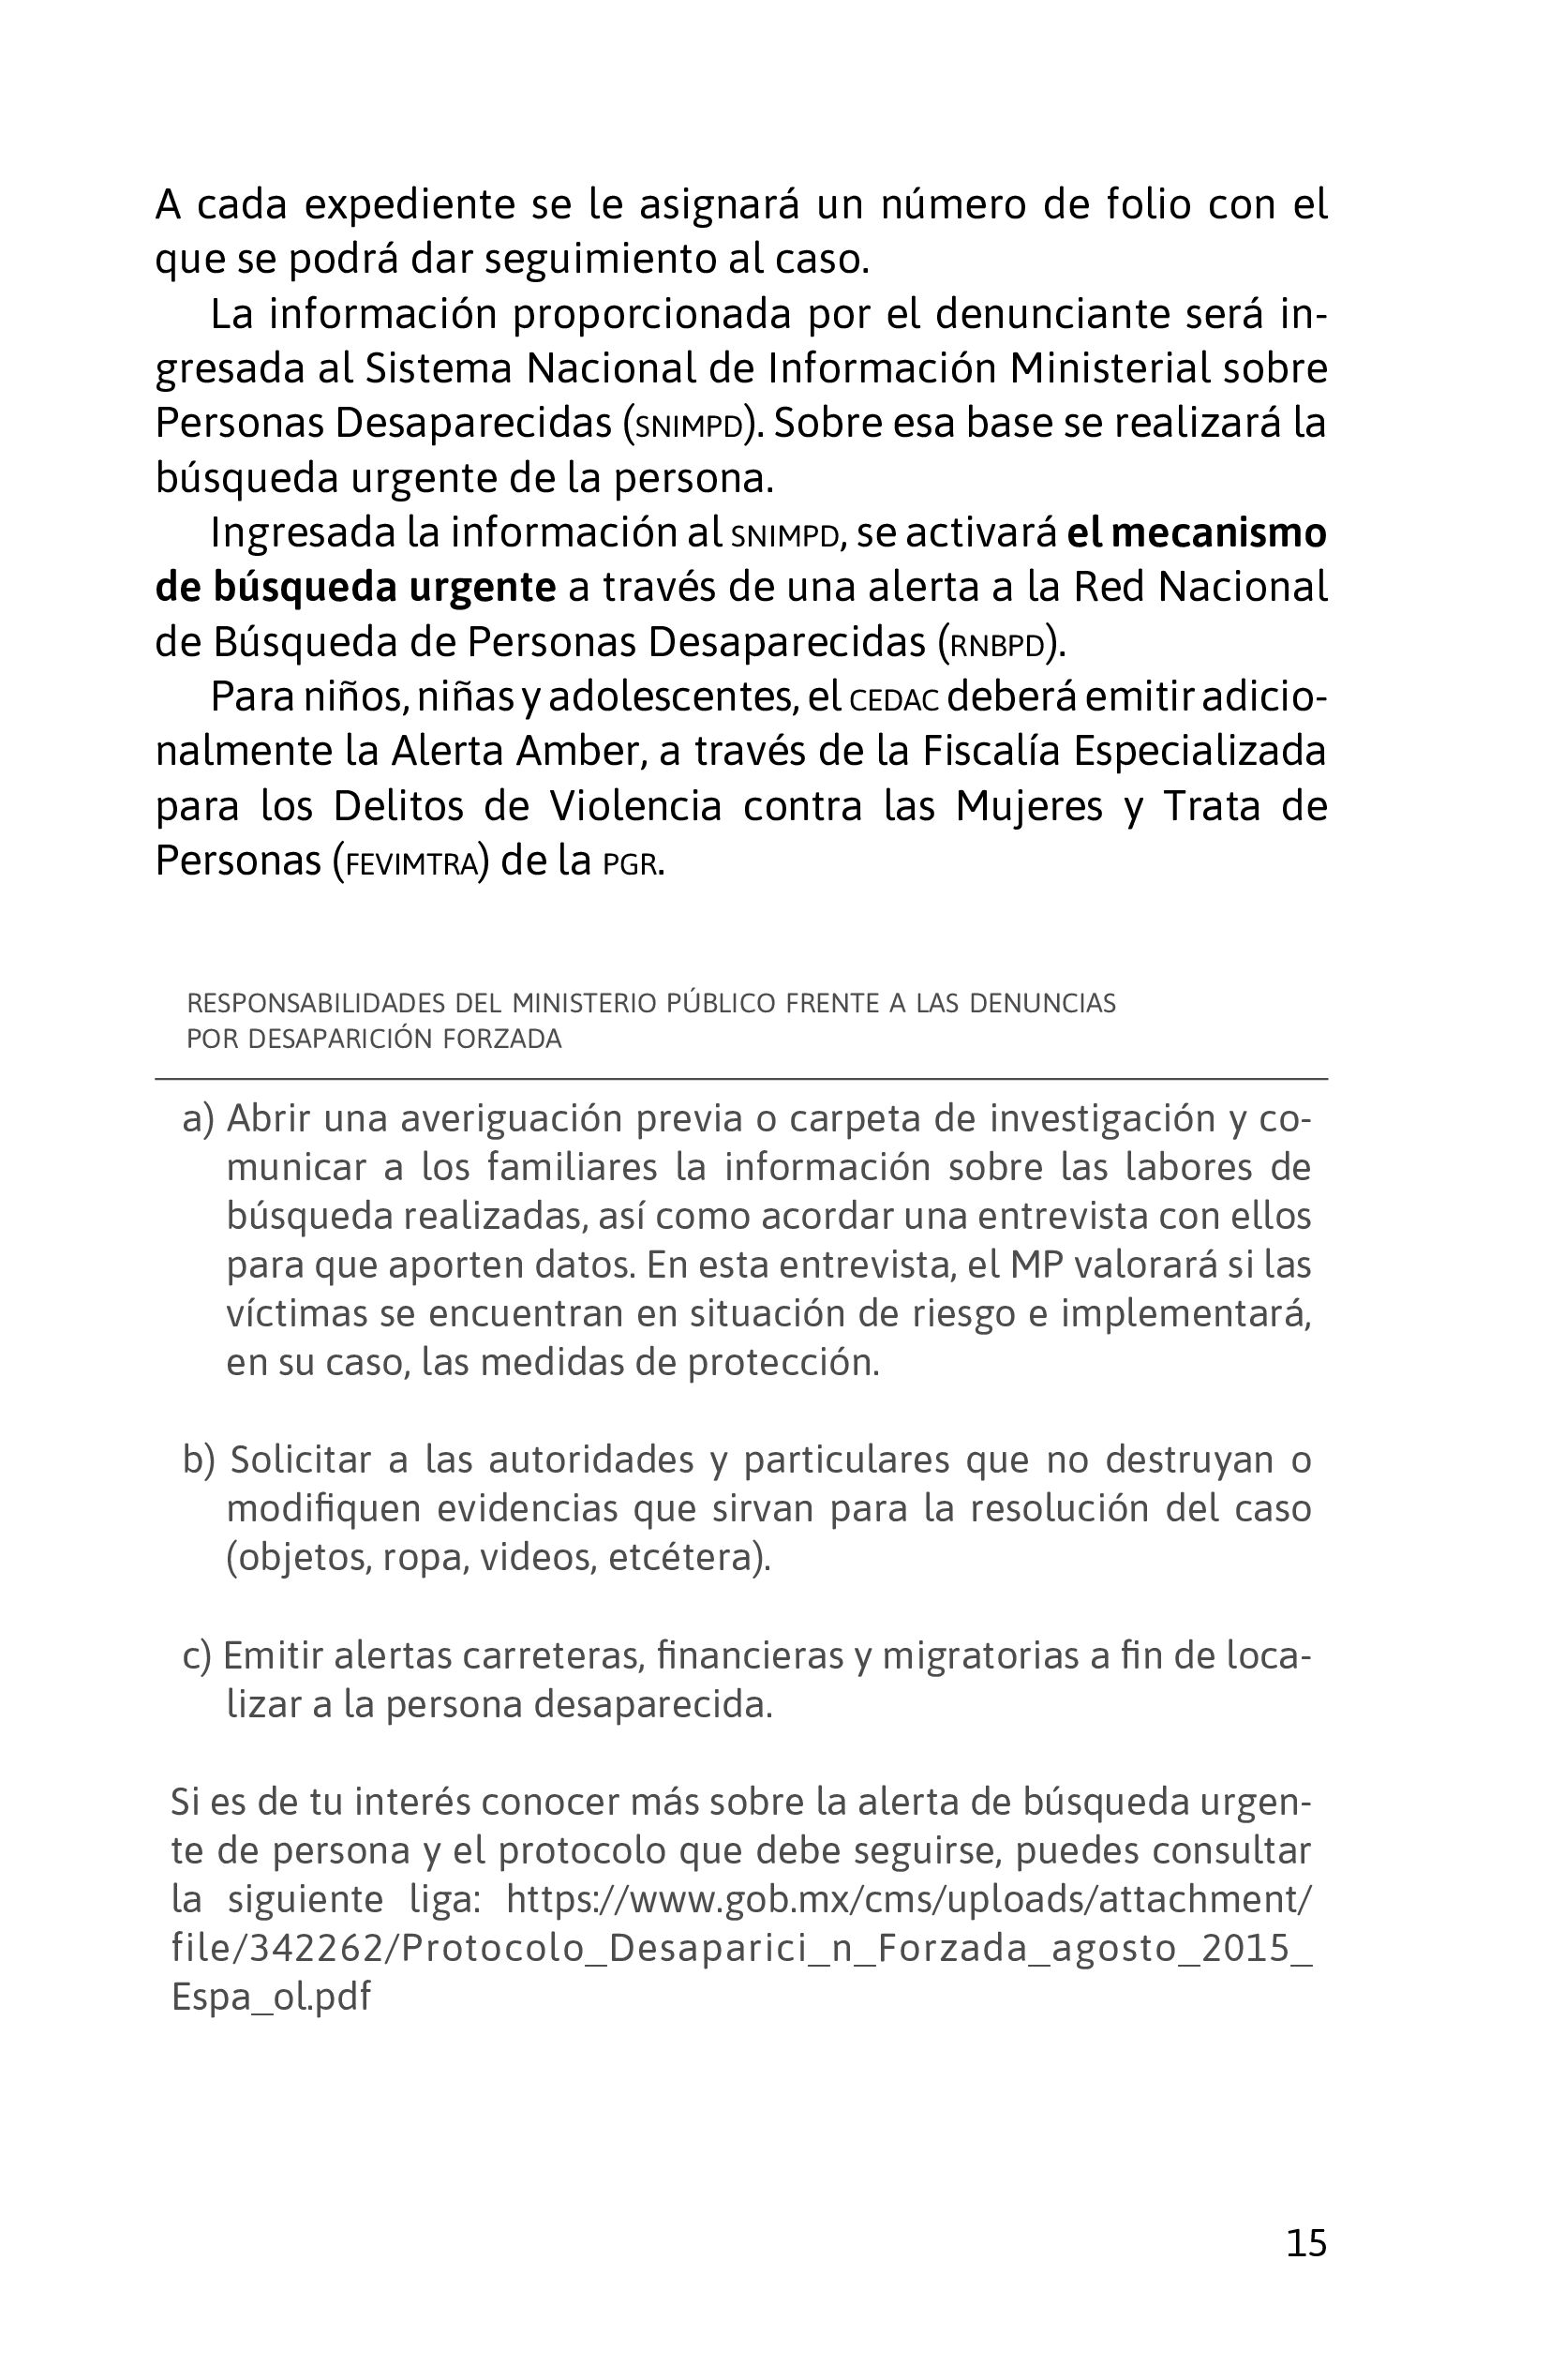 A cada expediente se le asignará un número de folio con el
que se podrá dar seguimiento al caso.
La información proporcionada por el denunciante será in-
gresada al Sistema Nacional de Información Ministerial sobre
Personas Desaparecidas (SNIMPD). Sobre esa base se realizará la
búsqueda urgente de la persona.
Ingresada la información al SNIMPD, se activará el mecanismo
de búsqueda urgente a través de una alerta a la Red Nacional
de Búsqueda de Personas Desaparecidas (RNBPD).
Para niños, niñas y adolescentes, el CEDAC deberá emitir adicio-
nalmente la Alerta Amber, a través de la Fiscalía Especializada
para los Delitos de Violencia contra las Mujeres y Trata de
Personas (FEVIMTRA) de la PGR.
RESPONSABILIDADES DEL MINISTERIO PÚBLICO FRENTE A LAS DENUNCIAS
POR DESAPARICIÓN FORZADA
a) Abrir una averiguación previa o carpeta de investigación y co-
municar a los familiares la información sobre las labores de
búsqueda realizadas, así como acordar una entrevista con ellos
para que aporten datos. En esta entrevista, el MP valorará si las
víctimas se encuentran en situación de riesgo e implementará,
en su caso, las medidas de protección.
b) Solicitar a las autoridades y particulares que no destruyan o
modifiquen evidencias que sirvan para la resolución del caso
(objetos, ropa, videos, etcétera).
c) Emitir alertas carreteras, financieras y migratorias a fin de loca-
lizar a la persona desaparecida.
Si es de tu interés conocer más sobre la alerta de búsqueda urgen-
te de persona y el protocolo que debe seguirse, puedes consultar
la siguiente liga: https://www.gob.mx/cms/uploads/attachment/
file/342262/Protocolo_Desaparici_n_Forzada_agosto_2015_
Espa_ol.pdf
15